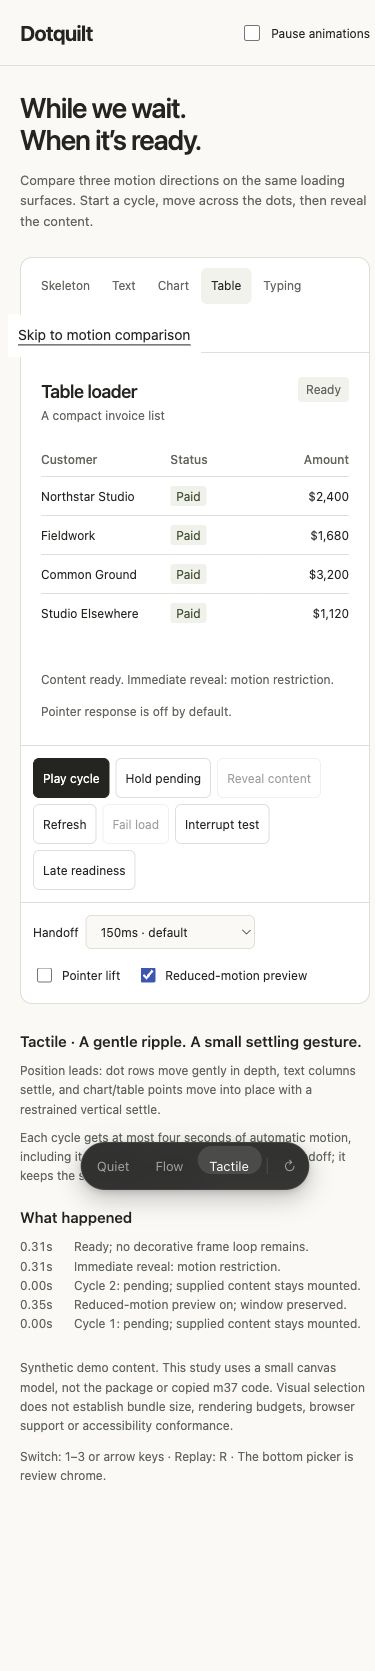 Dotquilt
Pause animations
While we wait.
When it's ready.
Compare three motion directions on the same loading
surfaces. Start a cycle, move across the dots, then reveal
the content.
Skeleton Text Chart Table Typing
Skip to motion comparison
Table loader
Ready
A compact invoice list
Customer Status Amount
Northstar Studio Paid $2,400
Fieldwork Paid $1,680
Common Ground Paid $3,200
Studio Elsewhere Paid $1,120
Content ready. Immediate reveal: motion restriction.
Pointer response is off by default.
Play cycle Hold pending Reveal content
Refresh Fail load Interrupt test
Late readiness
Handoff 150ms · default
Pointer lift Reduced-motion preview
Tactile · A gentle ripple. A small settling gesture.
Position leads: dot rows move gently in depth, text columns
settle, and chart/table points move into place with a
restrained vertical settle.
Each cycle gets at most four seconds of automatic motion,
including it
doff; it
keeps the
Quiet Flow Tactile
What happened
0.31s Ready; no decorative frame loop remains.
0.31s Immediate reveal: motion restriction.
0.00s Cycle 2: pending; supplied content stays mounted.
0.35s Reduced-motion preview on; window preserved.
0.00s Cycle 1: pending; supplied content stays mounted.
Synthetic demo content. This study uses a small canvas
model, not the package or copied m37 code. Visual selection
does not establish bundle size, rendering budgets, browser
support or accessibility conformance.
Switch: 1–3 or arrow keys · Replay: R · The bottom picker is
review chrome.